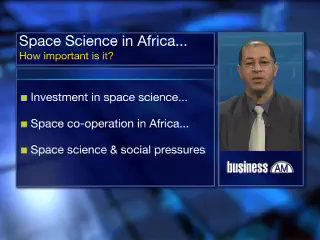 Space Science in Africa...
How important is it?
Investment in space science...
Space co-operation in Africa...
Space science & social pressures
business AM